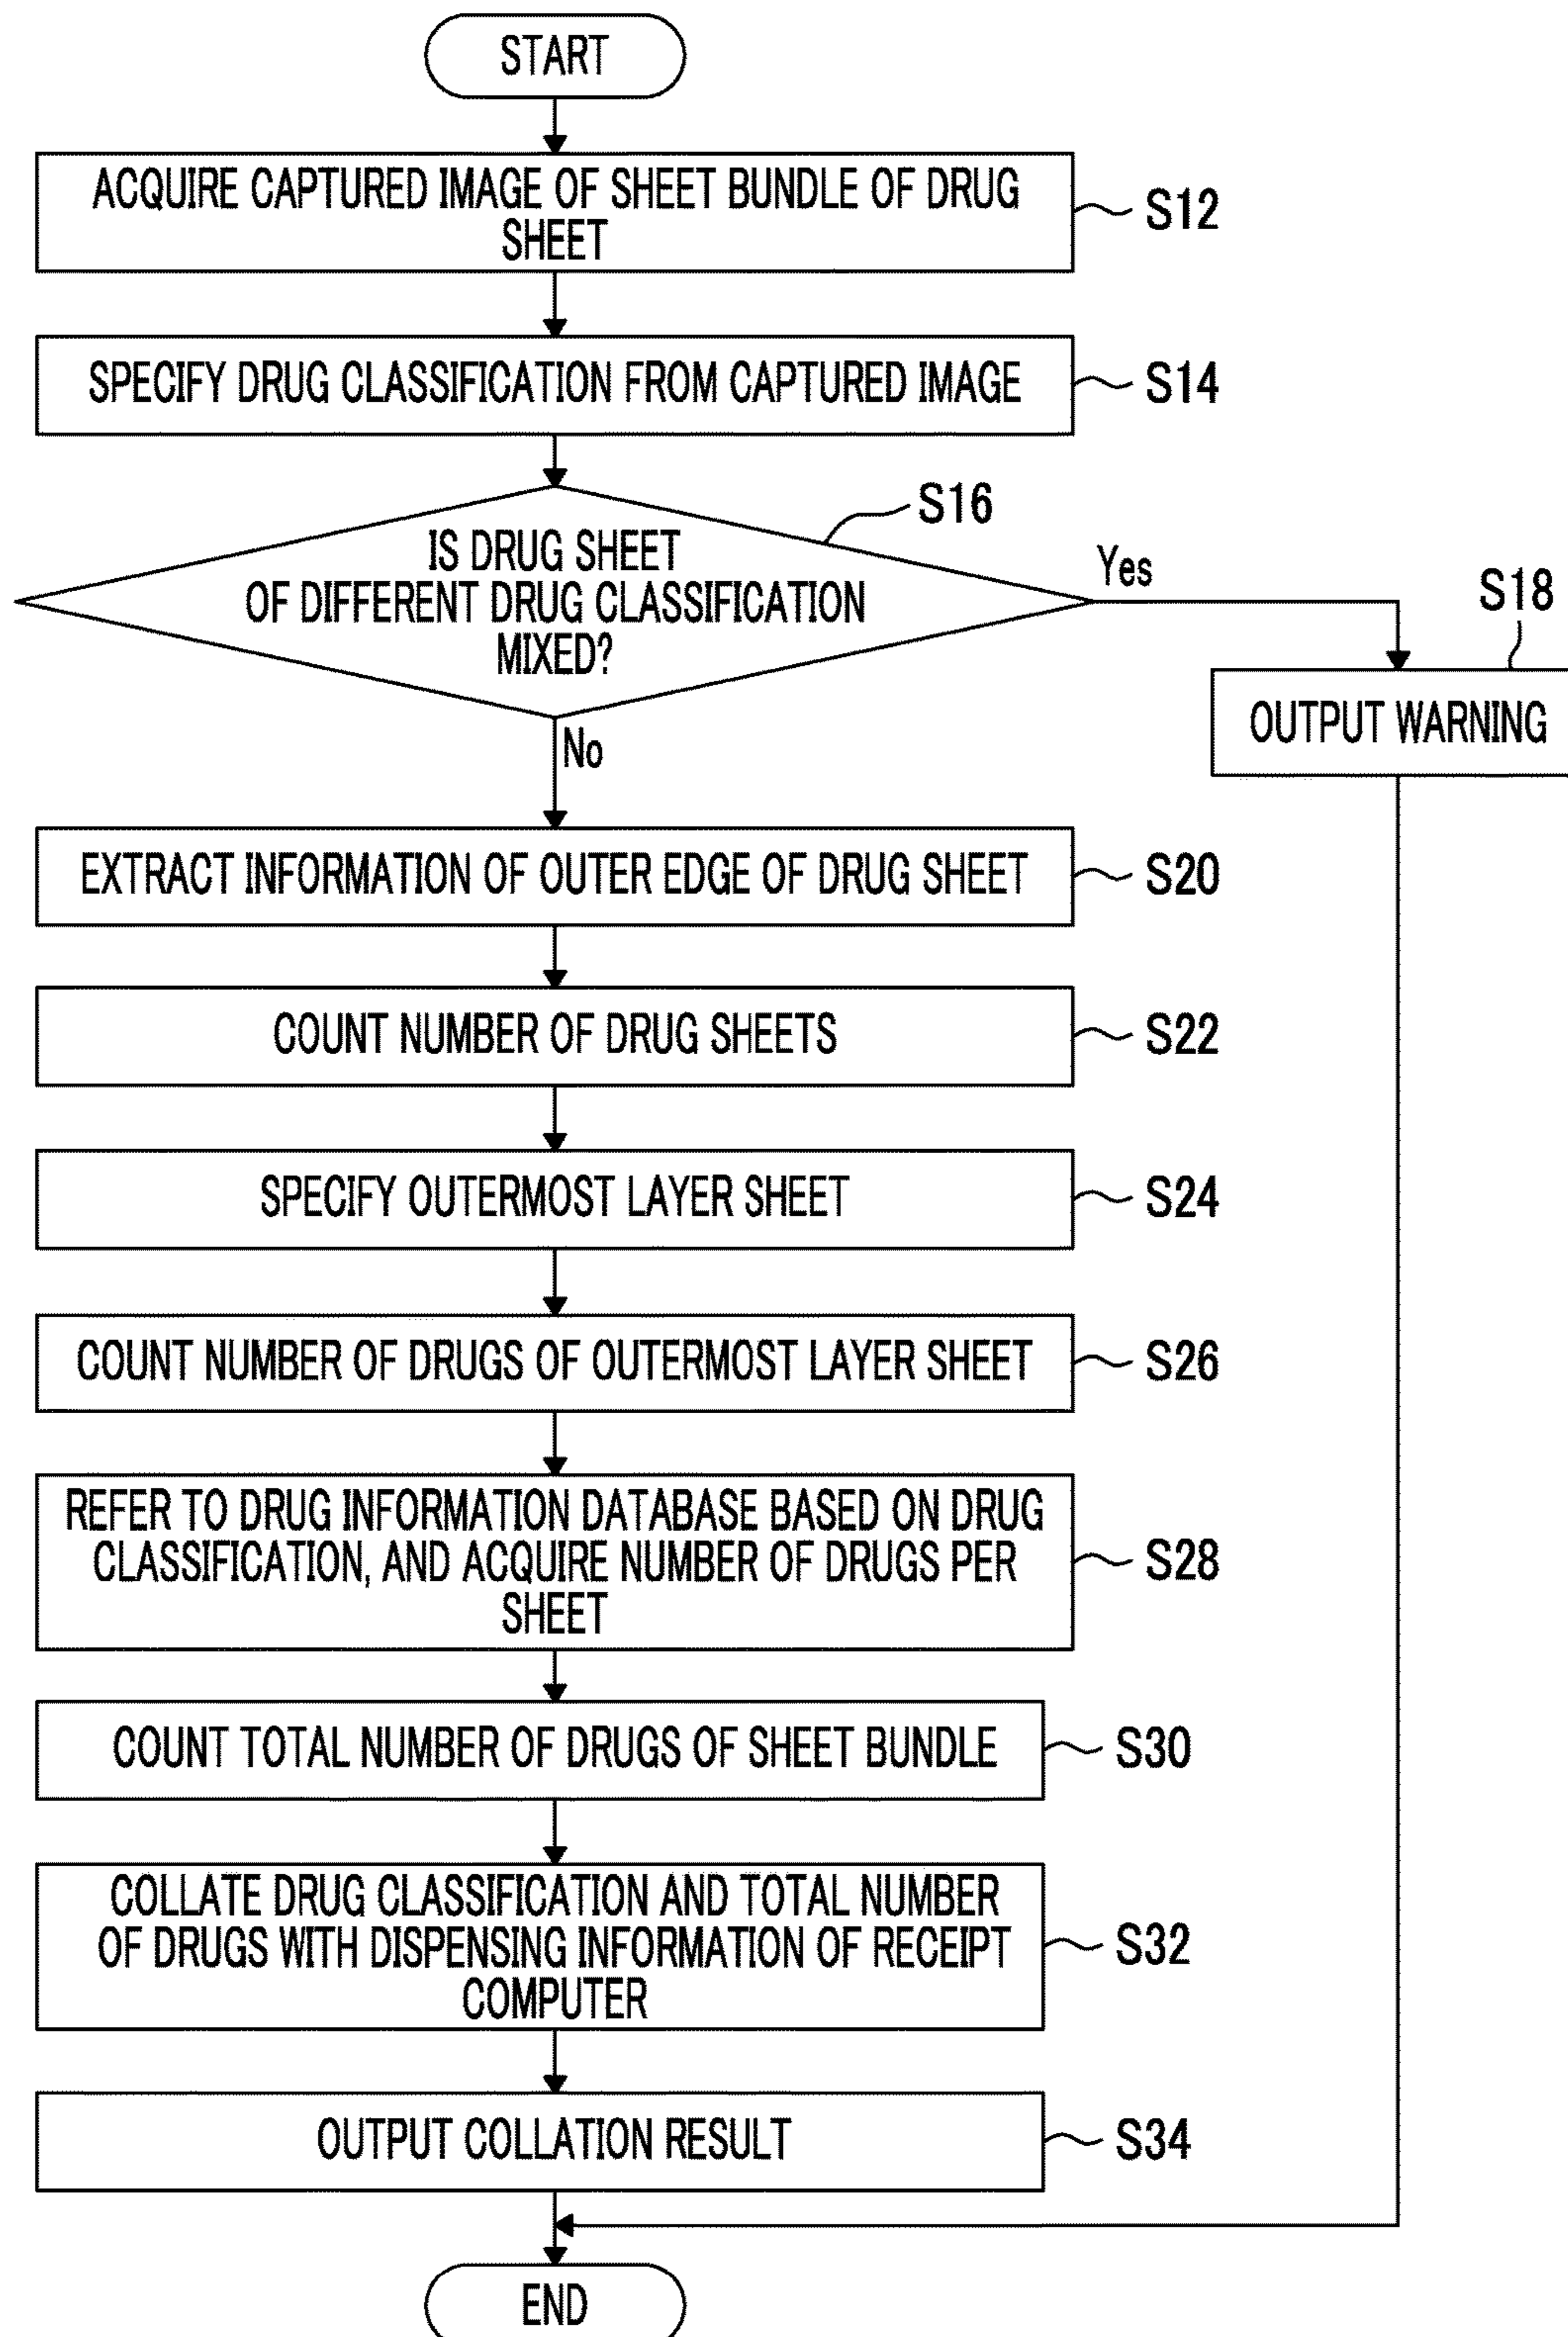 START
ACQUIRE CAPTURED IMAGE OF SHEET BUNDLE OF DRUG
SHEET
S12
SPECIFY DRUG CLASSIFICATION FROM CAPTURED IMAGE
S14
S16
IS DRUG SHEET
OF DIFFERENT DRUG CLASSIFICATION
MIXED?
Yes
S18
OUTPUT WARNING
No
EXTRACT INFORMATION OF OUTER EDGE OF DRUG SHEET
S20
COUNT NUMBER OF DRUG SHEETS
S22
SPECIFY OUTERMOST LAYER SHEET
S24
COUNT NUMBER OF DRUGS OF OUTERMOST LAYER SHEET
S26
REFER TO DRUG INFORMATION DATABASE BASED ON DRUG
CLASSIFICATION, AND ACQUIRE NUMBER OF DRUGS PER
SHEET
S28
COUNT TOTAL NUMBER OF DRUGS OF SHEET BUNDLE
S30
COLLATE DRUG CLASSIFICATION AND TOTAL NUMBER
OF DRUGS WITH DISPENSING INFORMATION OF RECEIPT
COMPUTER
S32
OUTPUT COLLATION RESULT
S34
END